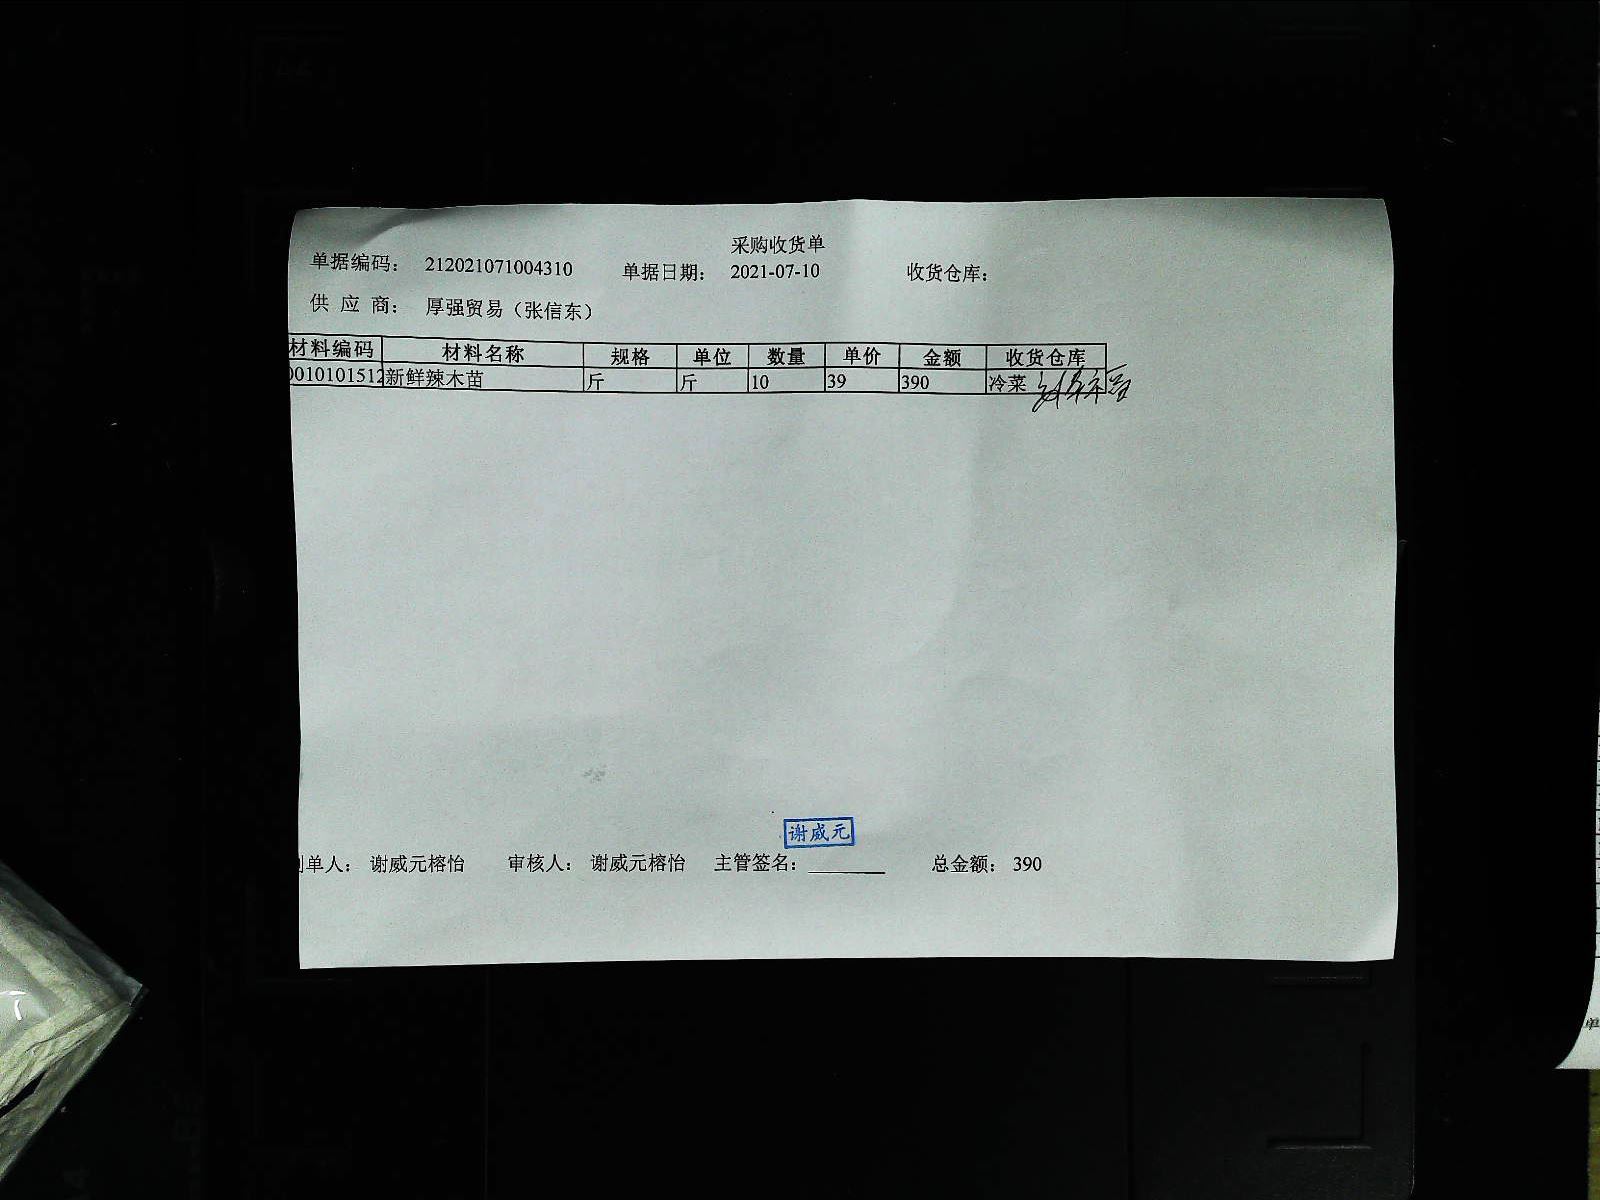 采购收货单
单据编码： 212021071004310 单据日期： 2021-07-10 收货仓库：
供 应 商： 厚强贸易（张信东）
材料编码 材料名称 规格 单位 数量 单价 金额 收货仓库
0010101512 新鲜辣木苗 斤 斤 10 39 390 冷菜
谢威元
制单人： 谢威元榕怡 审核人： 谢威元榕怡 主管签名： 总金额： 390
单